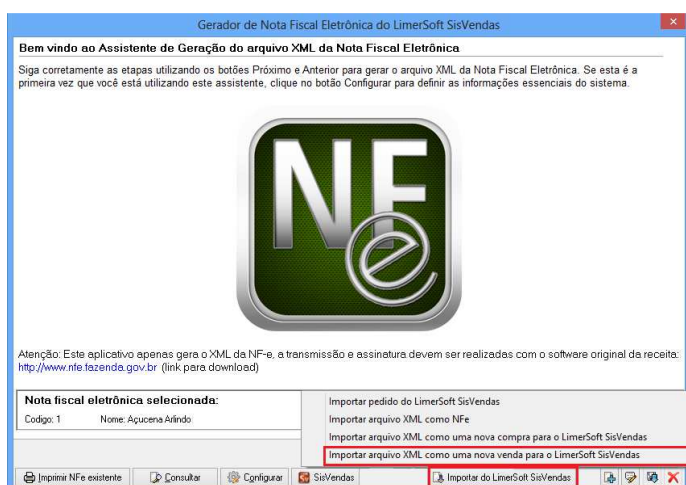 Gerador de Nota Fiscal Eletrônica do LimerSoft SisVendas
Bem vindo ao Assistente de Geração do arquivo XML da Nota Fiscal Eletrônica
Siga corretamente as etapas utilizando os botões Próximo e Anterior para gerar o arquivo XML da Nota Fiscal Eletrônica. Se esta é a
primeira vez que você está utilizando este assistente, clique no botão Configurar para definir as informações essenciais do sistema.
NFe
Atenção: Este aplicativo apenas gera o XML da NF-e, a transmissão e assinatura devem ser realizadas com o software original da receita:
http://www.nfe.fazenda.gov.br (link para download)
Nota fiscal eletrônica selecionada:
Codigo: 1 Nome: Açucena Arlindo
Importar pedido do LimerSoft SisVendas
Importar arquivo XML como NFe
Importar arquivo XML como uma nova compra para o LimerSoft SisVendas
Importar arquivo XML como uma nova venda para o LimerSoft SisVendas
Imprimir NFe existente Consultar Configurar SisVendas Importar do LimerSoft SisVendas